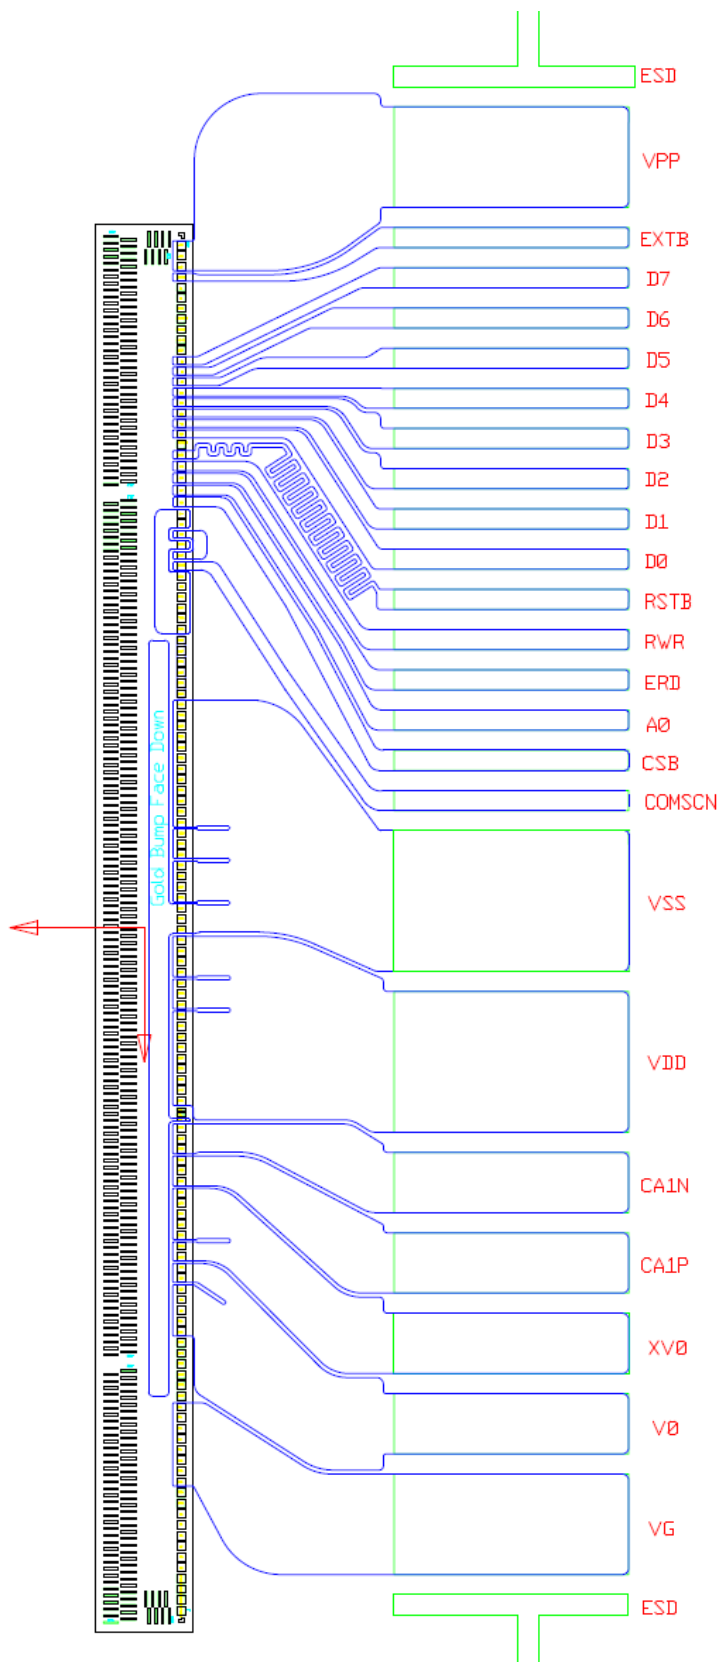 ESD
VPP
EXTB
D7
D6
D5
D4
D3
D2
D1
D0
RSTB
RWR
ERD
A0
CSB
COMSCN
Gold Bump Face Down
VSS
VDD
CA1N
CA1P
XV0
V0
VG
ESD